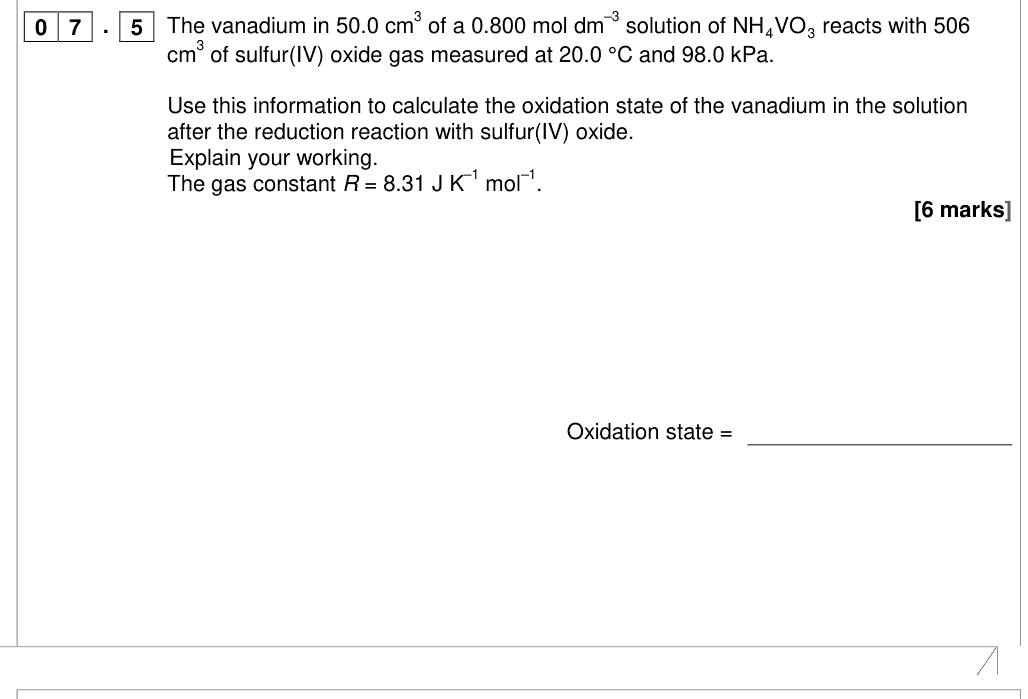 0 7 . 5 The vanadium in 50.0 cm³ of a 0.800 mol dm⁻³ solution of NH₄VO₃ reacts with 506
cm³ of sulfur(IV) oxide gas measured at 20.0 °C and 98.0 kPa.
Use this information to calculate the oxidation state of the vanadium in the solution
after the reduction reaction with sulfur(IV) oxide.
Explain your working.
The gas constant R = 8.31 J K⁻¹ mol⁻¹.
[6 marks]
Oxidation state =